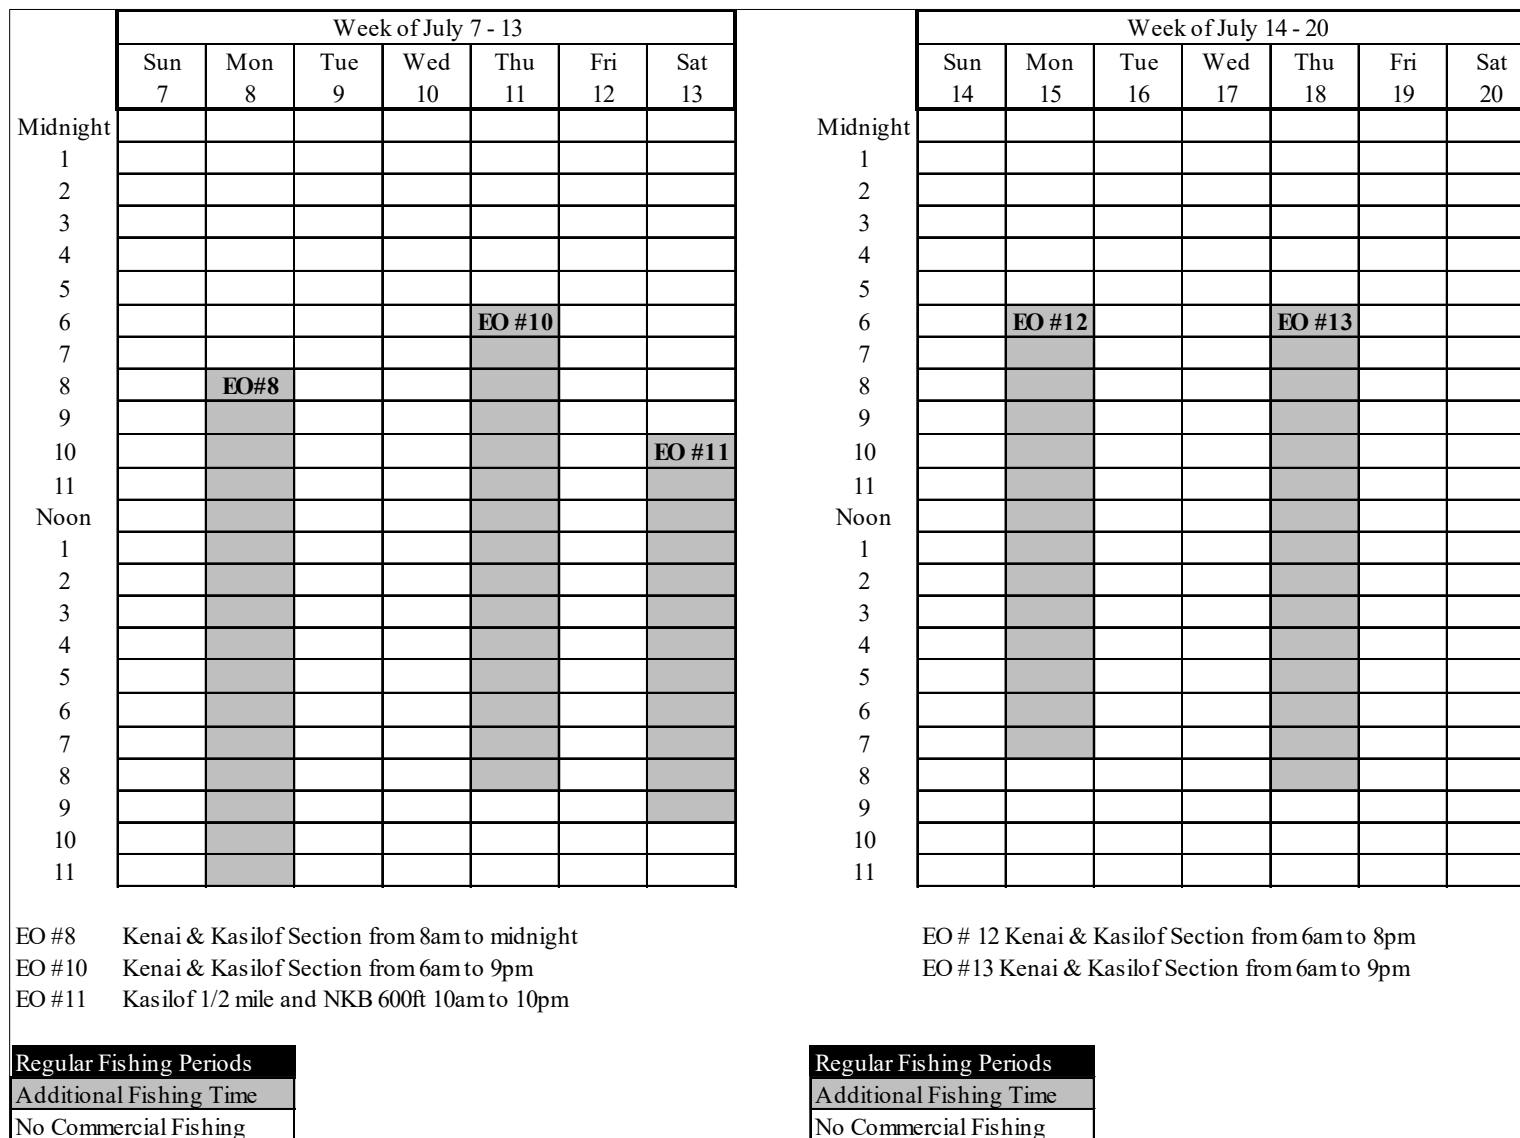 Week of July 7 - 13 Week of July 14 - 20
Sun Mon Tue Wed Thu Fri Sat Sun Mon Tue Wed Thu Fri Sat
7 8 9 10 11 12 13 14 15 16 17 18 19 20
Midnight Midnight
1 1
2 2
3 3
4 4
5 5
6 EO #10 6 EO #12 EO #13
7 7
8 EO#8 8
9 9
10 EO #11 10
11 11
Noon Noon
1 1
2 2
3 3
4 4
5 5
6 6
7 7
8 8
9 9
10 10
11 11
EO #8 Kenai & Kasilof Section from 8am to midnight EO # 12 Kenai & Kasilof Section from 6am to 8pm
EO #10 Kenai & Kasilof Section from 6am to 9pm EO #13 Kenai & Kasilof Section from 6am to 9pm
EO #11 Kasilof 1/2 mile and NKB 600ft 10am to 10pm
Regular Fishing Periods Regular Fishing Periods
Additional Fishing Time Additional Fishing Time
No Commercial Fishing No Commercial Fishing